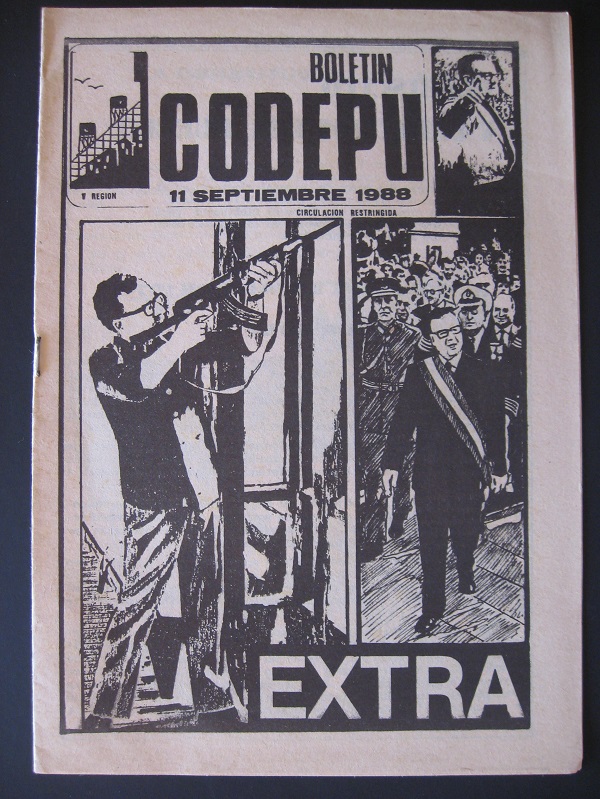 BOLETIN
CODEPU
V REGION
11 SEPTIEMBRE 1988
CIRCULACION RESTRINGIDA
EXTRA